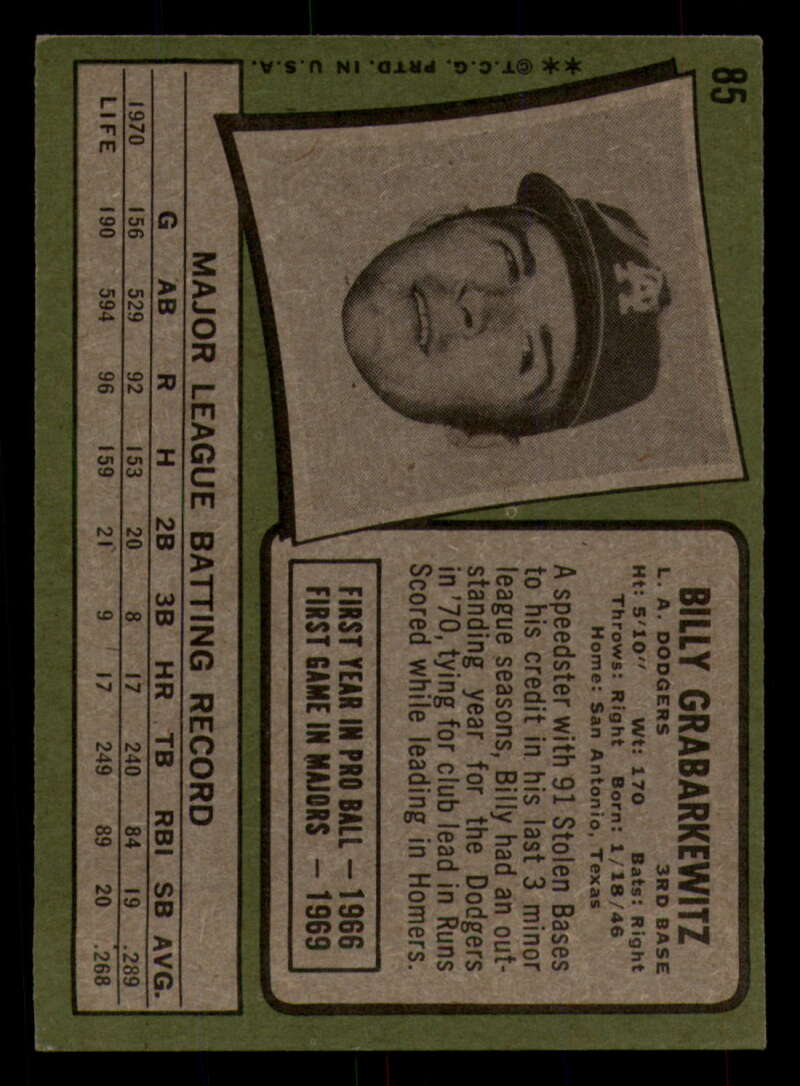 85
** ©T.C.G. PRTD. IN U.S.A.
LA
BILLY GRABARKEWITZ
L. A. DODGERS 3RD BASE
Ht: 5'10" Wt: 170 Bats: Right
Throws: Right Born: 1/18/46
Home: San Antonio, Texas
A speedster with 91 Stolen Bases
to his credit in his last 3 minor
league seasons, Billy had an out-
standing year for the Dodgers
in '70, tying for club lead in Runs
Scored while leading in Homers.
FIRST YEAR IN PRO BALL — 1966
FIRST GAME IN MAJORS — 1969
MAJOR LEAGUE BATTING RECORD
G AB R H 2B 3B HR TB RBI SB AVG.
1970 156 529 92 153 20 8 17 240 84 19 .289
LIFE 190 594 96 159 21 9 17 249 89 20 .268